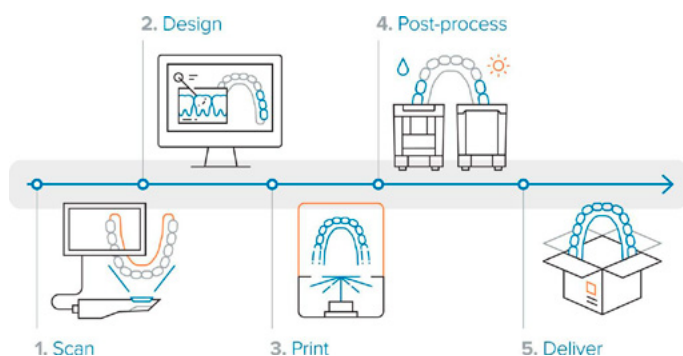 2. Design
4. Post-process
1. Scan
3. Print
5. Deliver